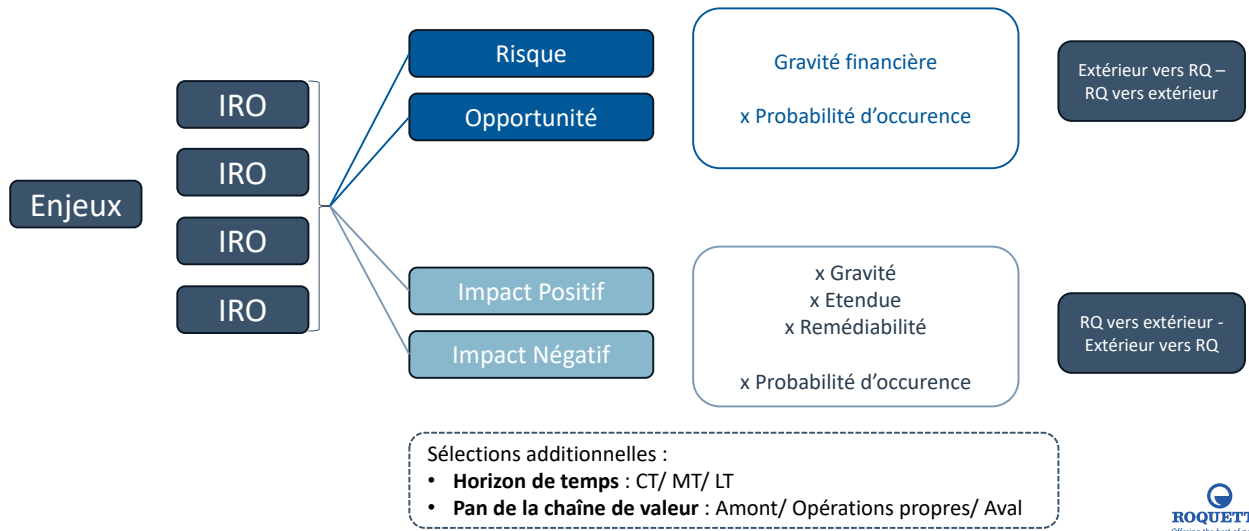 Enjeux
IRO
IRO
IRO
IRO
Risque
Opportunité
Impact Positif
Impact Négatif
Gravité financière
x Probabilité d'occurence
x Gravité
x Etendue
x Remédiabilité
x Probabilité d'occurence
Extérieur vers RQ –
RQ vers extérieur
RQ vers extérieur -
Extérieur vers RQ
Sélections additionnelles :
• Horizon de temps : CT/ MT/ LT
• Pan de la chaîne de valeur : Amont/ Opérations propres/ Aval
ROQUETT